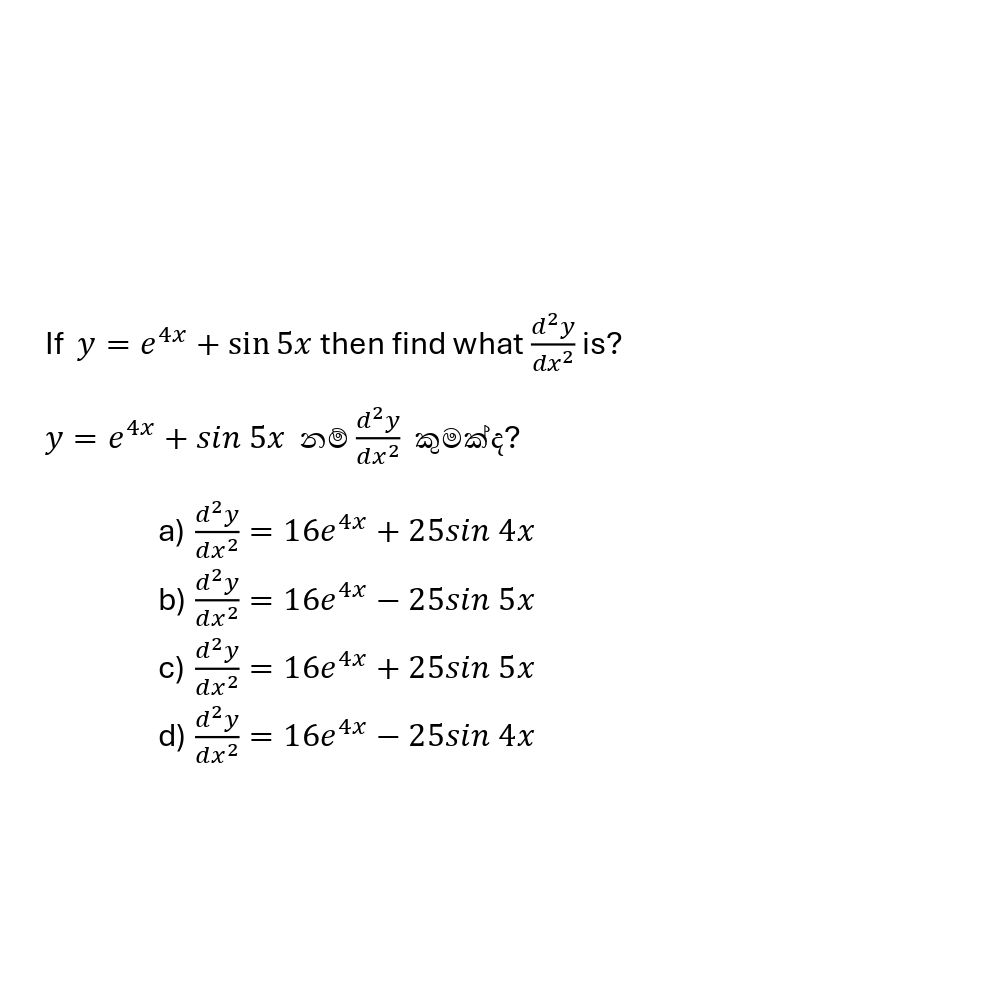 If y = e^{4x} + sin 5x then find what \frac{d^2y}{dx^2} is?
y = e^{4x} + sin 5x නම් \frac{d^2y}{dx^2} කුමක්ද?
a) \frac{d^2y}{dx^2} = 16e^{4x} + 25sin 4x
b) \frac{d^2y}{dx^2} = 16e^{4x} − 25sin 5x
c) \frac{d^2y}{dx^2} = 16e^{4x} + 25sin 5x
d) \frac{d^2y}{dx^2} = 16e^{4x} − 25sin 4x